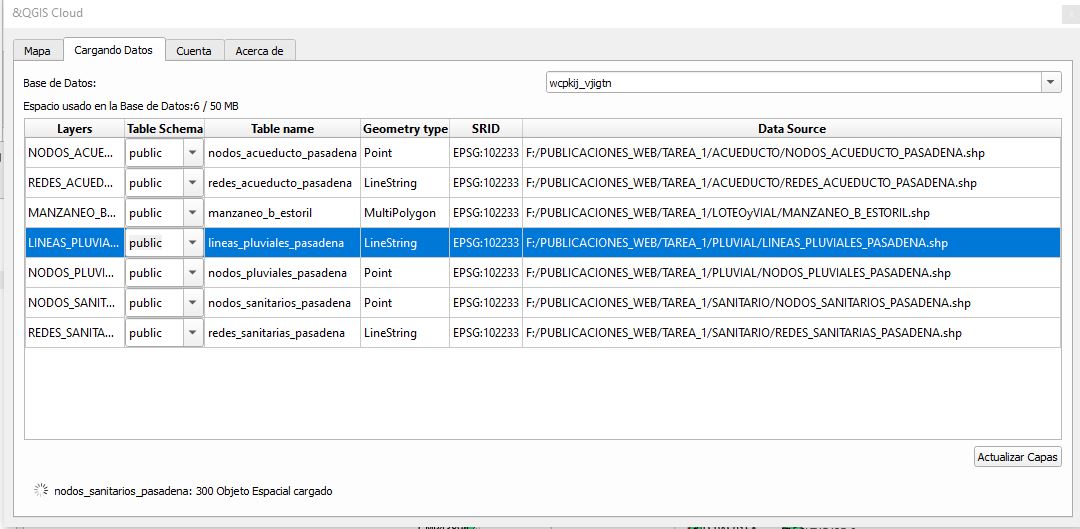 &QGIS Cloud
Mapa Cargando Datos Cuenta Acerca de
Base de Datos: wcpkij_vjigtn
Espacio usado en la Base de Datos:6 / 50 MB
Layers Table Schema Table name Geometry type SRID Data Source
NODOS_ACUE... public nodos_acueducto_pasadena Point EPSG:102233 F:/PUBLICACIONES_WEB/TAREA_1/ACUEDUCTO/NODOS_ACUEDUCTO_PASADENA.shp
REDES_ACUED... public redes_acueducto_pasadena LineString EPSG:102233 F:/PUBLICACIONES_WEB/TAREA_1/ACUEDUCTO/REDES_ACUEDUCTO_PASADENA.shp
MANZANEO_B... public manzaneo_b_estoril MultiPolygon EPSG:102233 F:/PUBLICACIONES_WEB/TAREA_1/LOTEOyVIAL/MANZANEO_B_ESTORIL.shp
LINEAS_PLUVIA... public lineas_pluviales_pasadena LineString EPSG:102233 F:/PUBLICACIONES_WEB/TAREA_1/PLUVIAL/LINEAS_PLUVIALES_PASADENA.shp
NODOS_PLUVI... public nodos_pluviales_pasadena Point EPSG:102233 F:/PUBLICACIONES_WEB/TAREA_1/PLUVIAL/NODOS_PLUVIALES_PASADENA.shp
NODOS_SANIT... public nodos_sanitarios_pasadena Point EPSG:102233 F:/PUBLICACIONES_WEB/TAREA_1/SANITARIO/NODOS_SANITARIOS_PASADENA.shp
REDES_SANITA... public redes_sanitarias_pasadena LineString EPSG:102233 F:/PUBLICACIONES_WEB/TAREA_1/SANITARIO/REDES_SANITARIAS_PASADENA.shp
Actualizar Capas
nodos_sanitarios_pasadena: 300 Objeto Espacial cargado